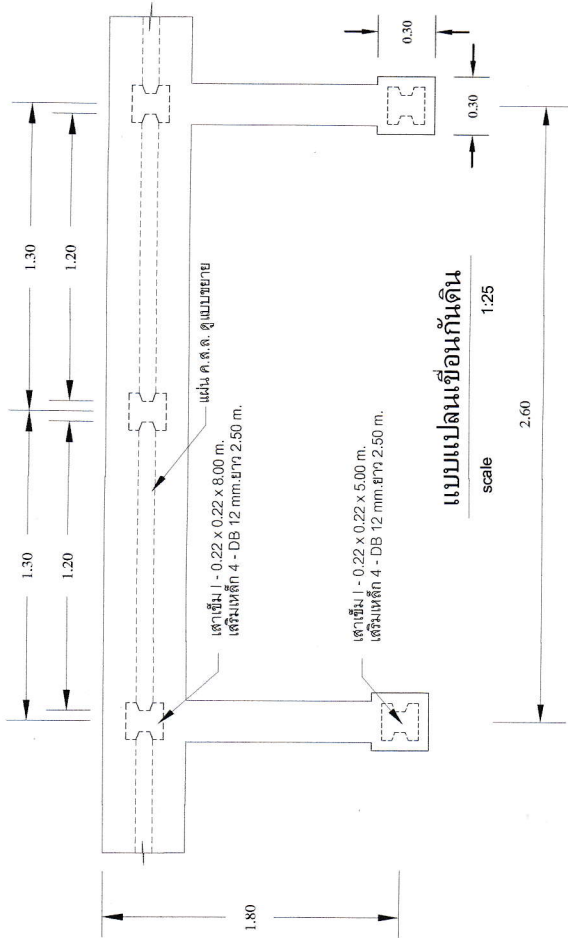 1.30
1.30
1.20
1.20
แผ่น ค.ส.ล. ดูแบบขยาย
เสาเข็ม I - 0.22 x 0.22 x 8.00 m.
เสริมเหล็ก 4 - DB 12 mm.ยาว 2.50 m.
เสาเข็ม I - 0.22 x 0.22 x 5.00 m.
เสริมเหล็ก 4 - DB 12 mm.ยาว 2.50 m.
1.80
0.30
0.30
แบบแปลนเขื่อนกันดิน
scale 1:25
2.60